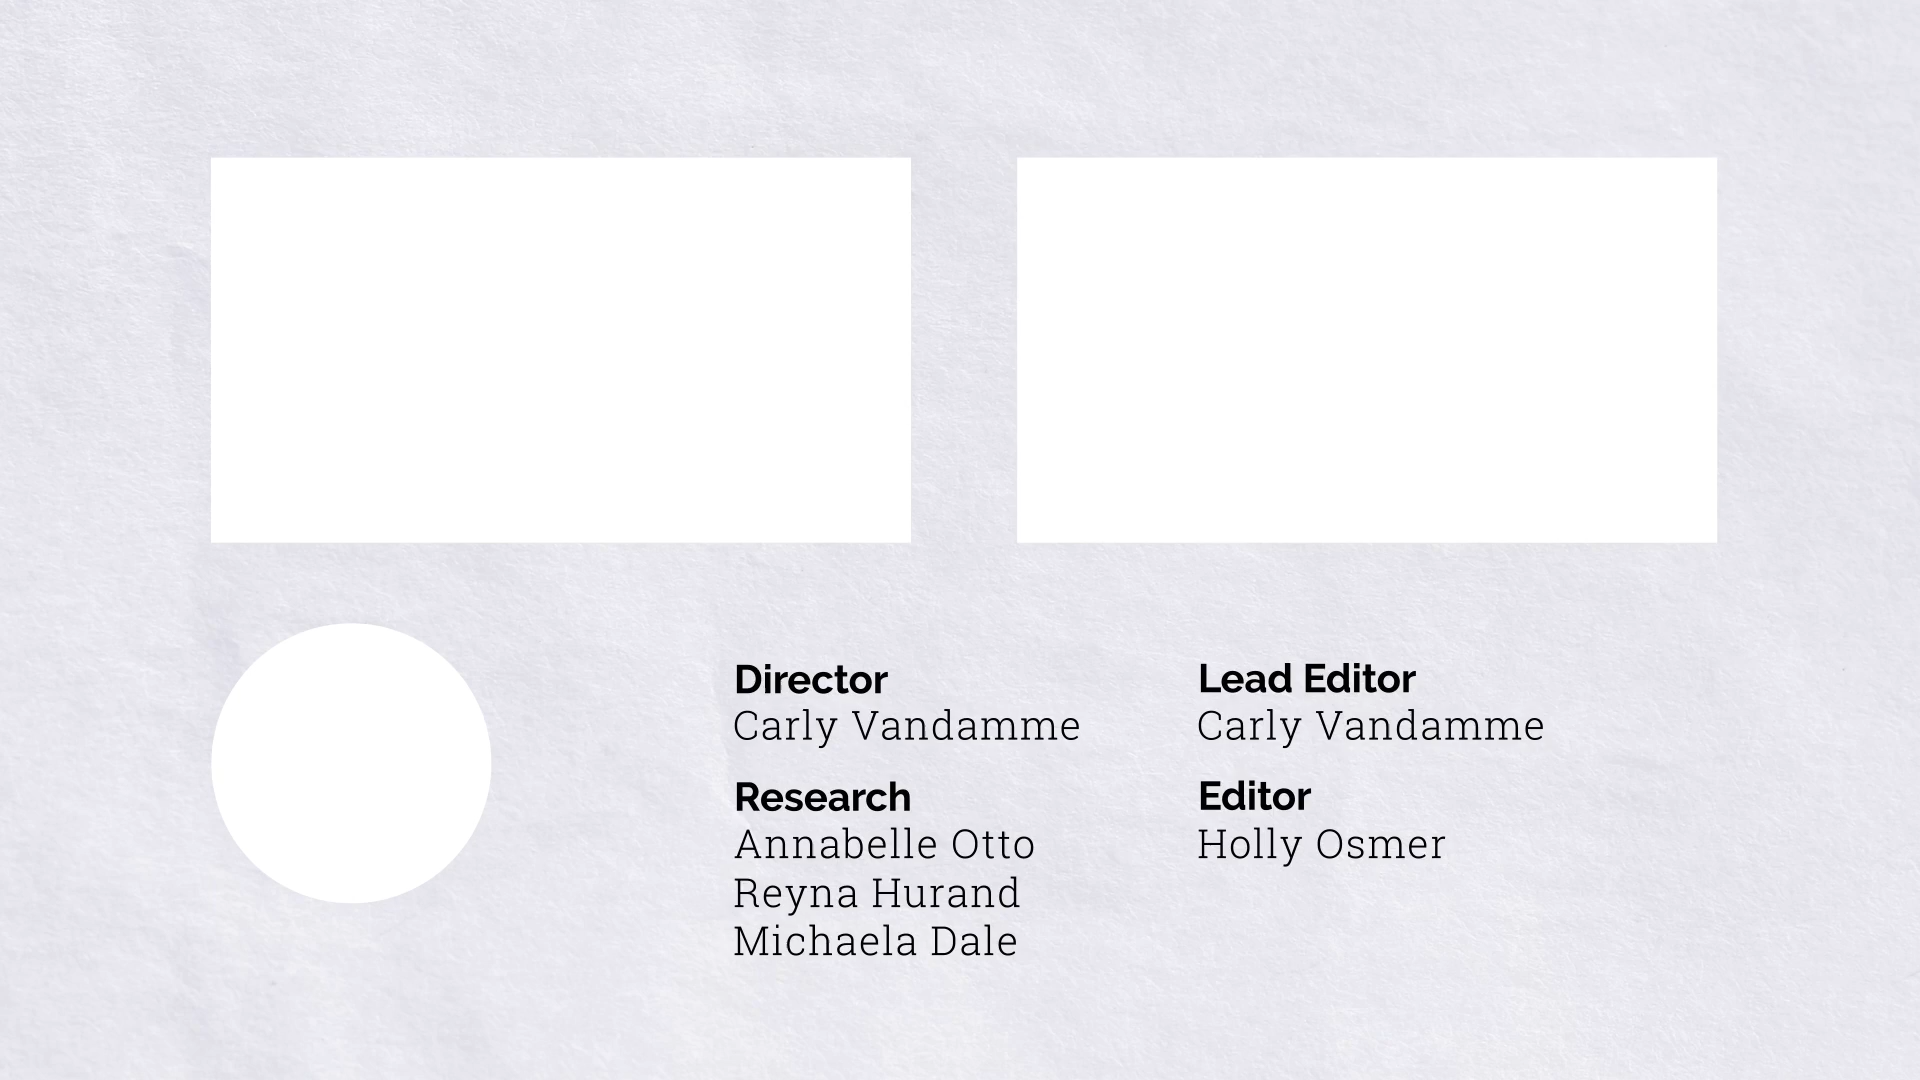 Director
Carly Vandamme
Research
Annabelle Otto
Reyna Hurand
Michaela Dale
Lead Editor
Carly Vandamme
Editor
Holly Osmer